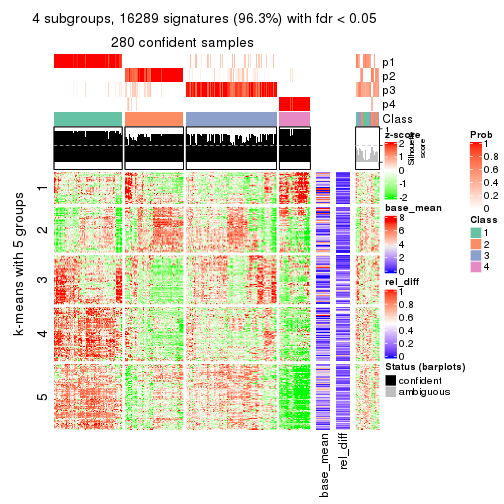 4 subgroups, 16289 signatures (96.3%) with fdr < 0.05
280 confident samples
p1
p2
p3
p4
Class
1
Silhouette
score
z-score
2
1
0
-1
-2
Prob
1
0.8
0.6
0.4
0.2
0
base_mean
8
6
4
2
0
Class
1
2
3
4
rel_diff
1
0.8
0.6
0.4
0.2
0
Status (barplots)
confident
ambiguous
k-means with 5 groups
1
2
3
4
5
base_mean
rel_diff